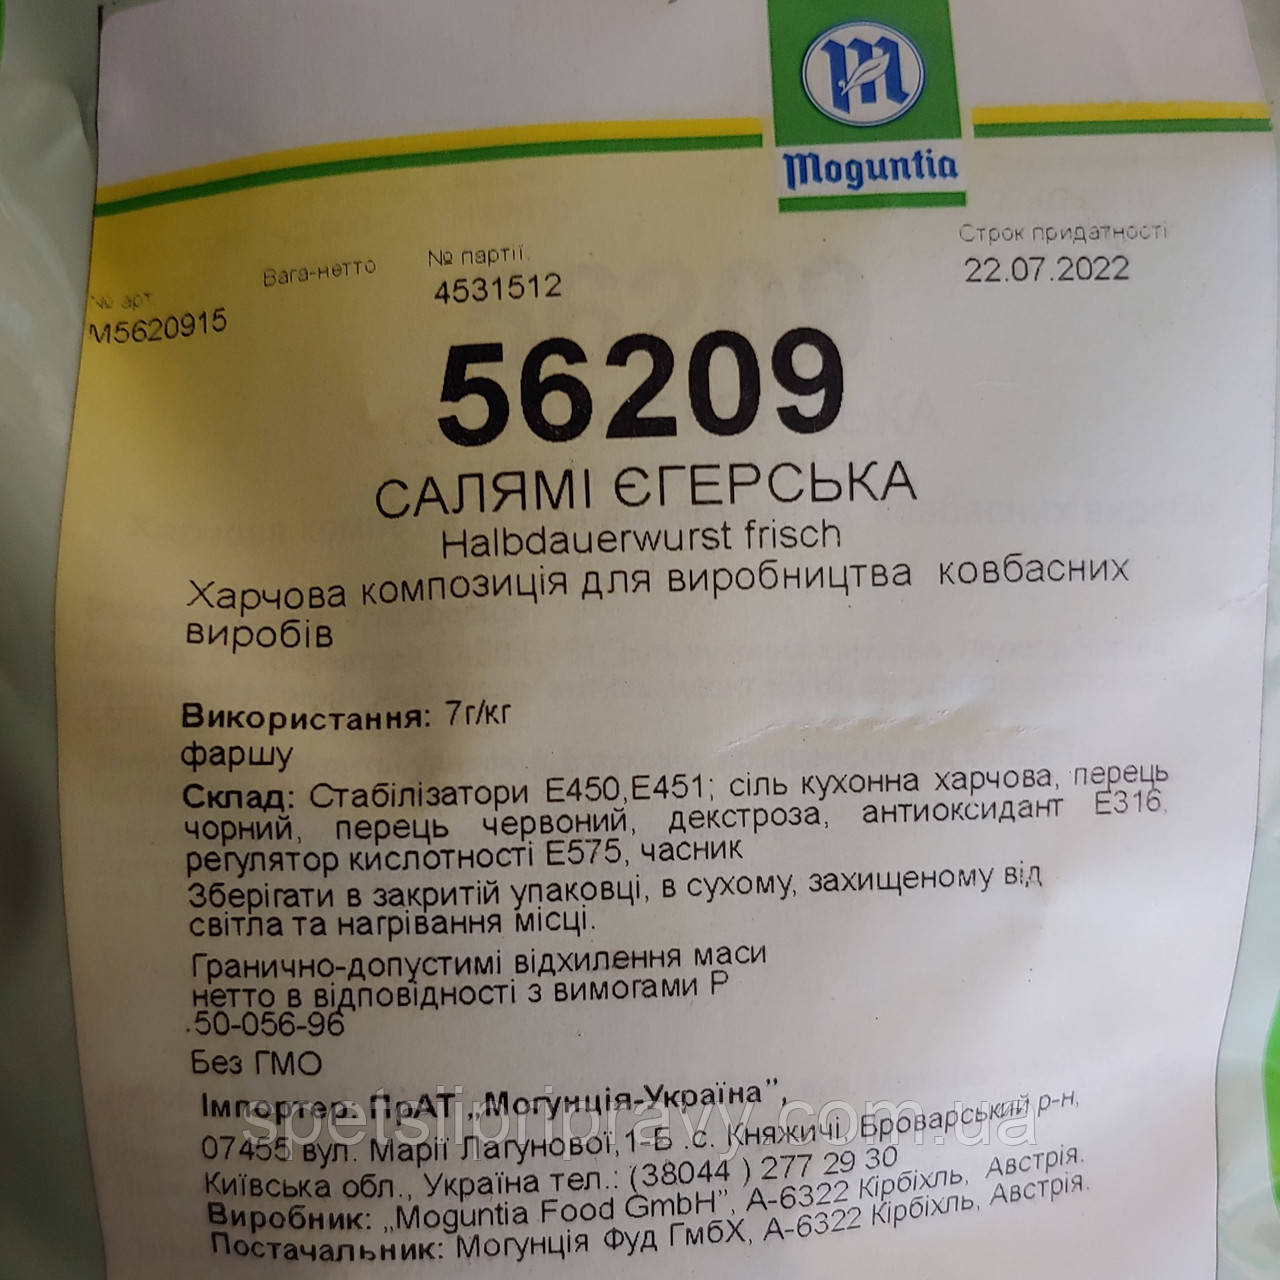 Moguntia
Строк придатності
22.07.2022
№ партії.
4531512
Вага-нетто
№ арт
М5620915
56209
САЛЯМІ ЄГЕРСЬКА
Halbdauerwurst frisch
Харчова композиція для виробництва ковбасних
виробів
Використання: 7г/кг
фаршу
Склад: Стабілізатори Е450,Е451; сіль кухонна харчова, перець
чорний, перець червоний, декстроза, антиоксидант Е316,
регулятор кислотності Е575, часник
Зберігати в закритій упаковці, в сухому, захищеному від
світла та нагрівання місці.
Гранично-допустимі відхилення маси
нетто в відповідності з вимогами Р
.50-056-96
Без ГМО
Імпортер: ПрАТ „Могунція-Україна”,
07455 вул. Марії Лагунової,1-Б .с. Княжичі, Броварський р-н,
Київська обл., Україна тел.: (38044 ) 277 29 30
Виробник: „Moguntia Food GmbH”, А-6322 Кірбіхль, Австрія.
Постачальник: Могунція Фуд ГмбХ, А-6322 Кірбіхль, Австрія.
spetsiipripravy.com.ua